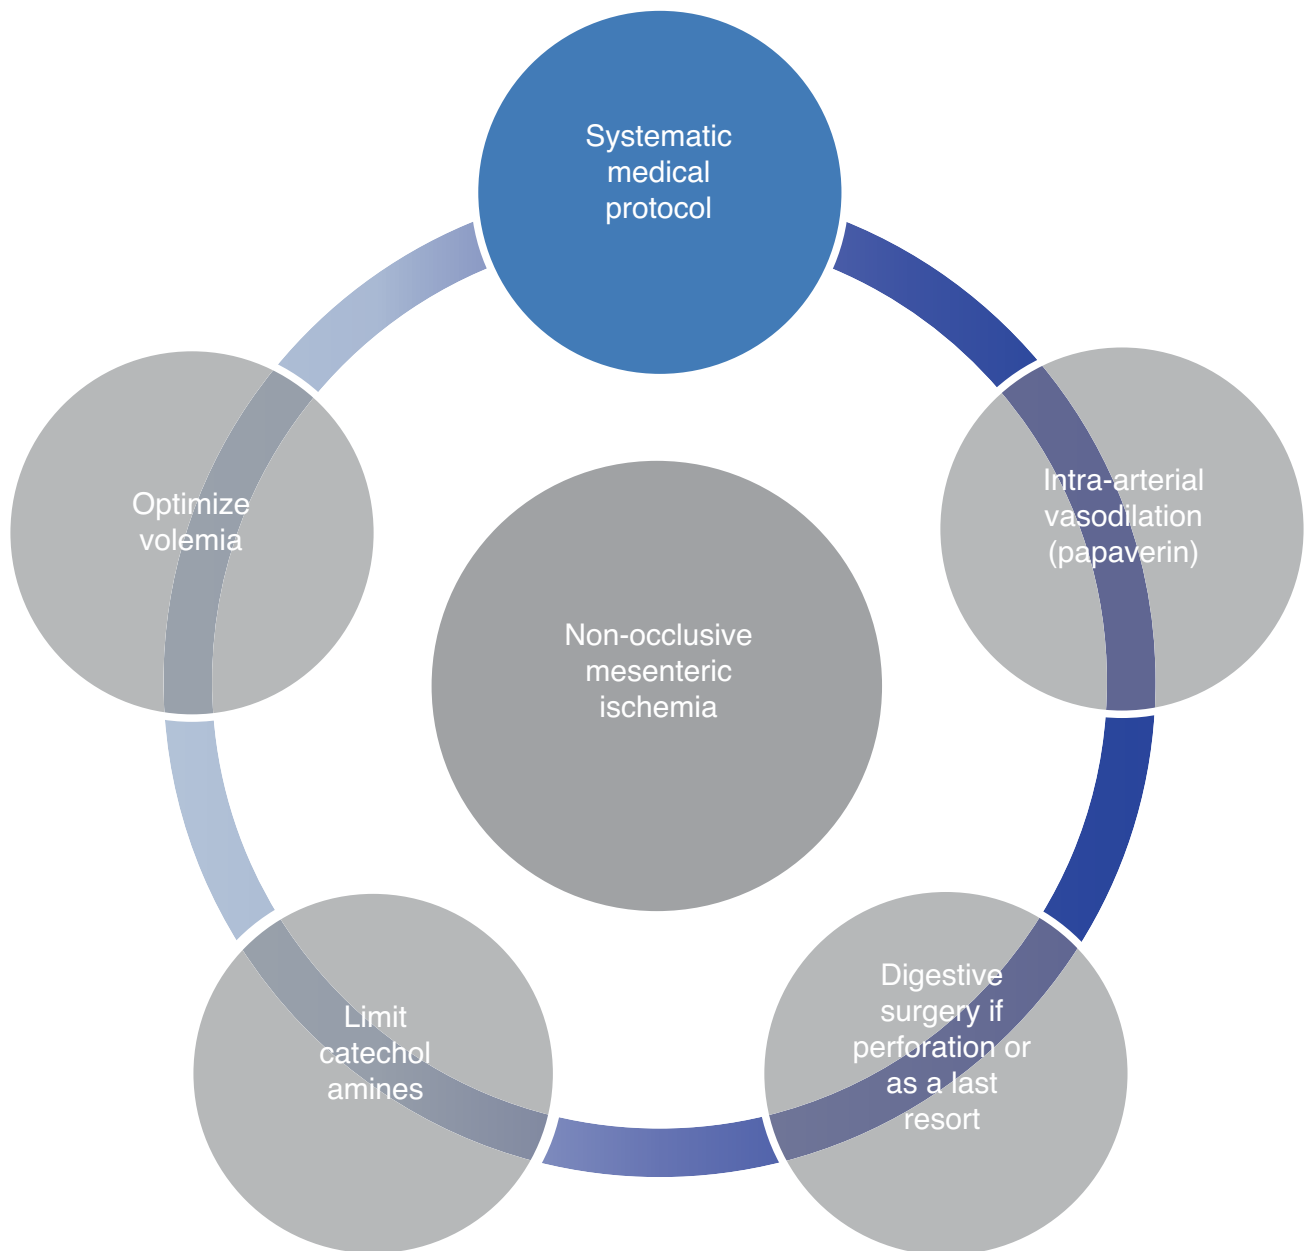 Systematic
medical
protocol
Intra-arterial
vasodilation
(papaverin)
Optimize
volemia
Non-occlusive
mesenteric
ischemia
Digestive
surgery if
perforation or
as a last
resort
Limit
catechol
amines